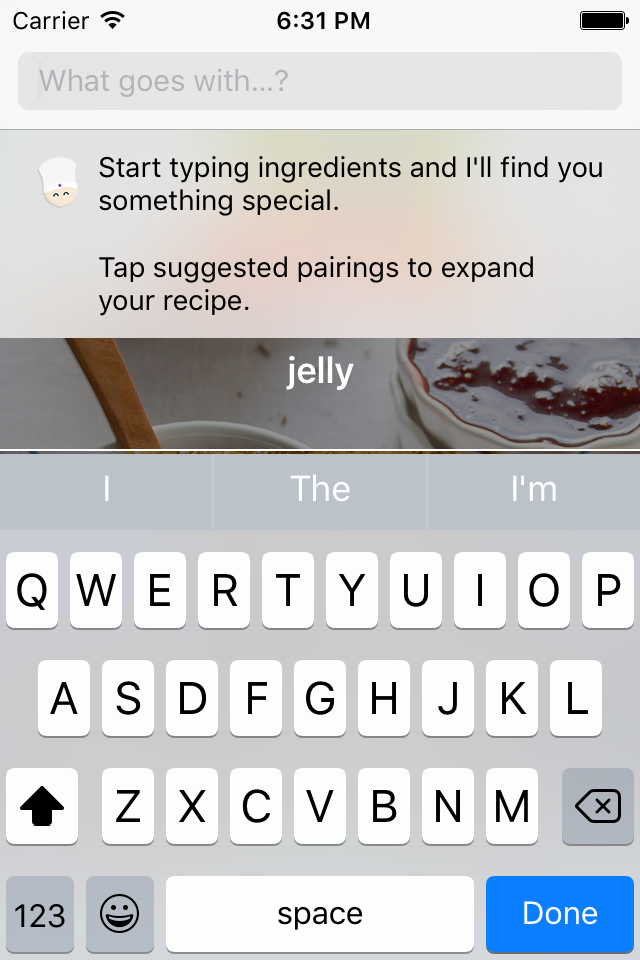 Carrier 6:31 PM
What goes with...?
Start typing ingredients and I'll find you
something special.
Tap suggested pairings to expand
your recipe.
jelly
I The I'm
Q W E R T Y U I O P
A S D F G H J K L
Z X C V B N M
123 space Done